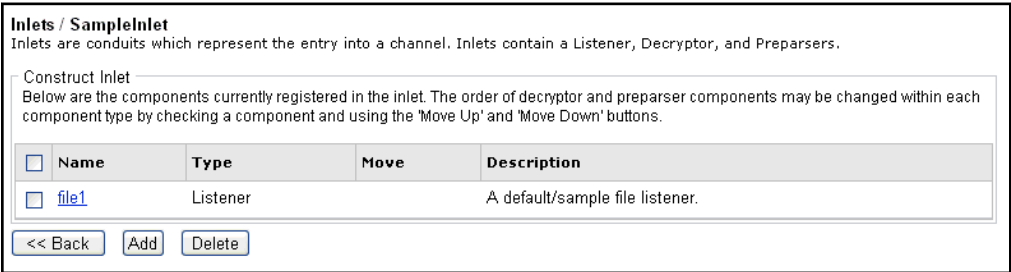 Inlets / SampleInlet
Inlets are conduits which represent the entry into a channel. Inlets contain a Listener, Decryptor, and Preparsers.
Construct Inlet
Below are the components currently registered in the inlet. The order of decryptor and preparser components may be changed within each
component type by checking a component and using the 'Move Up' and 'Move Down' buttons.
Name Type Move Description
file1 Listener A default/sample file listener.
<< Back Add Delete